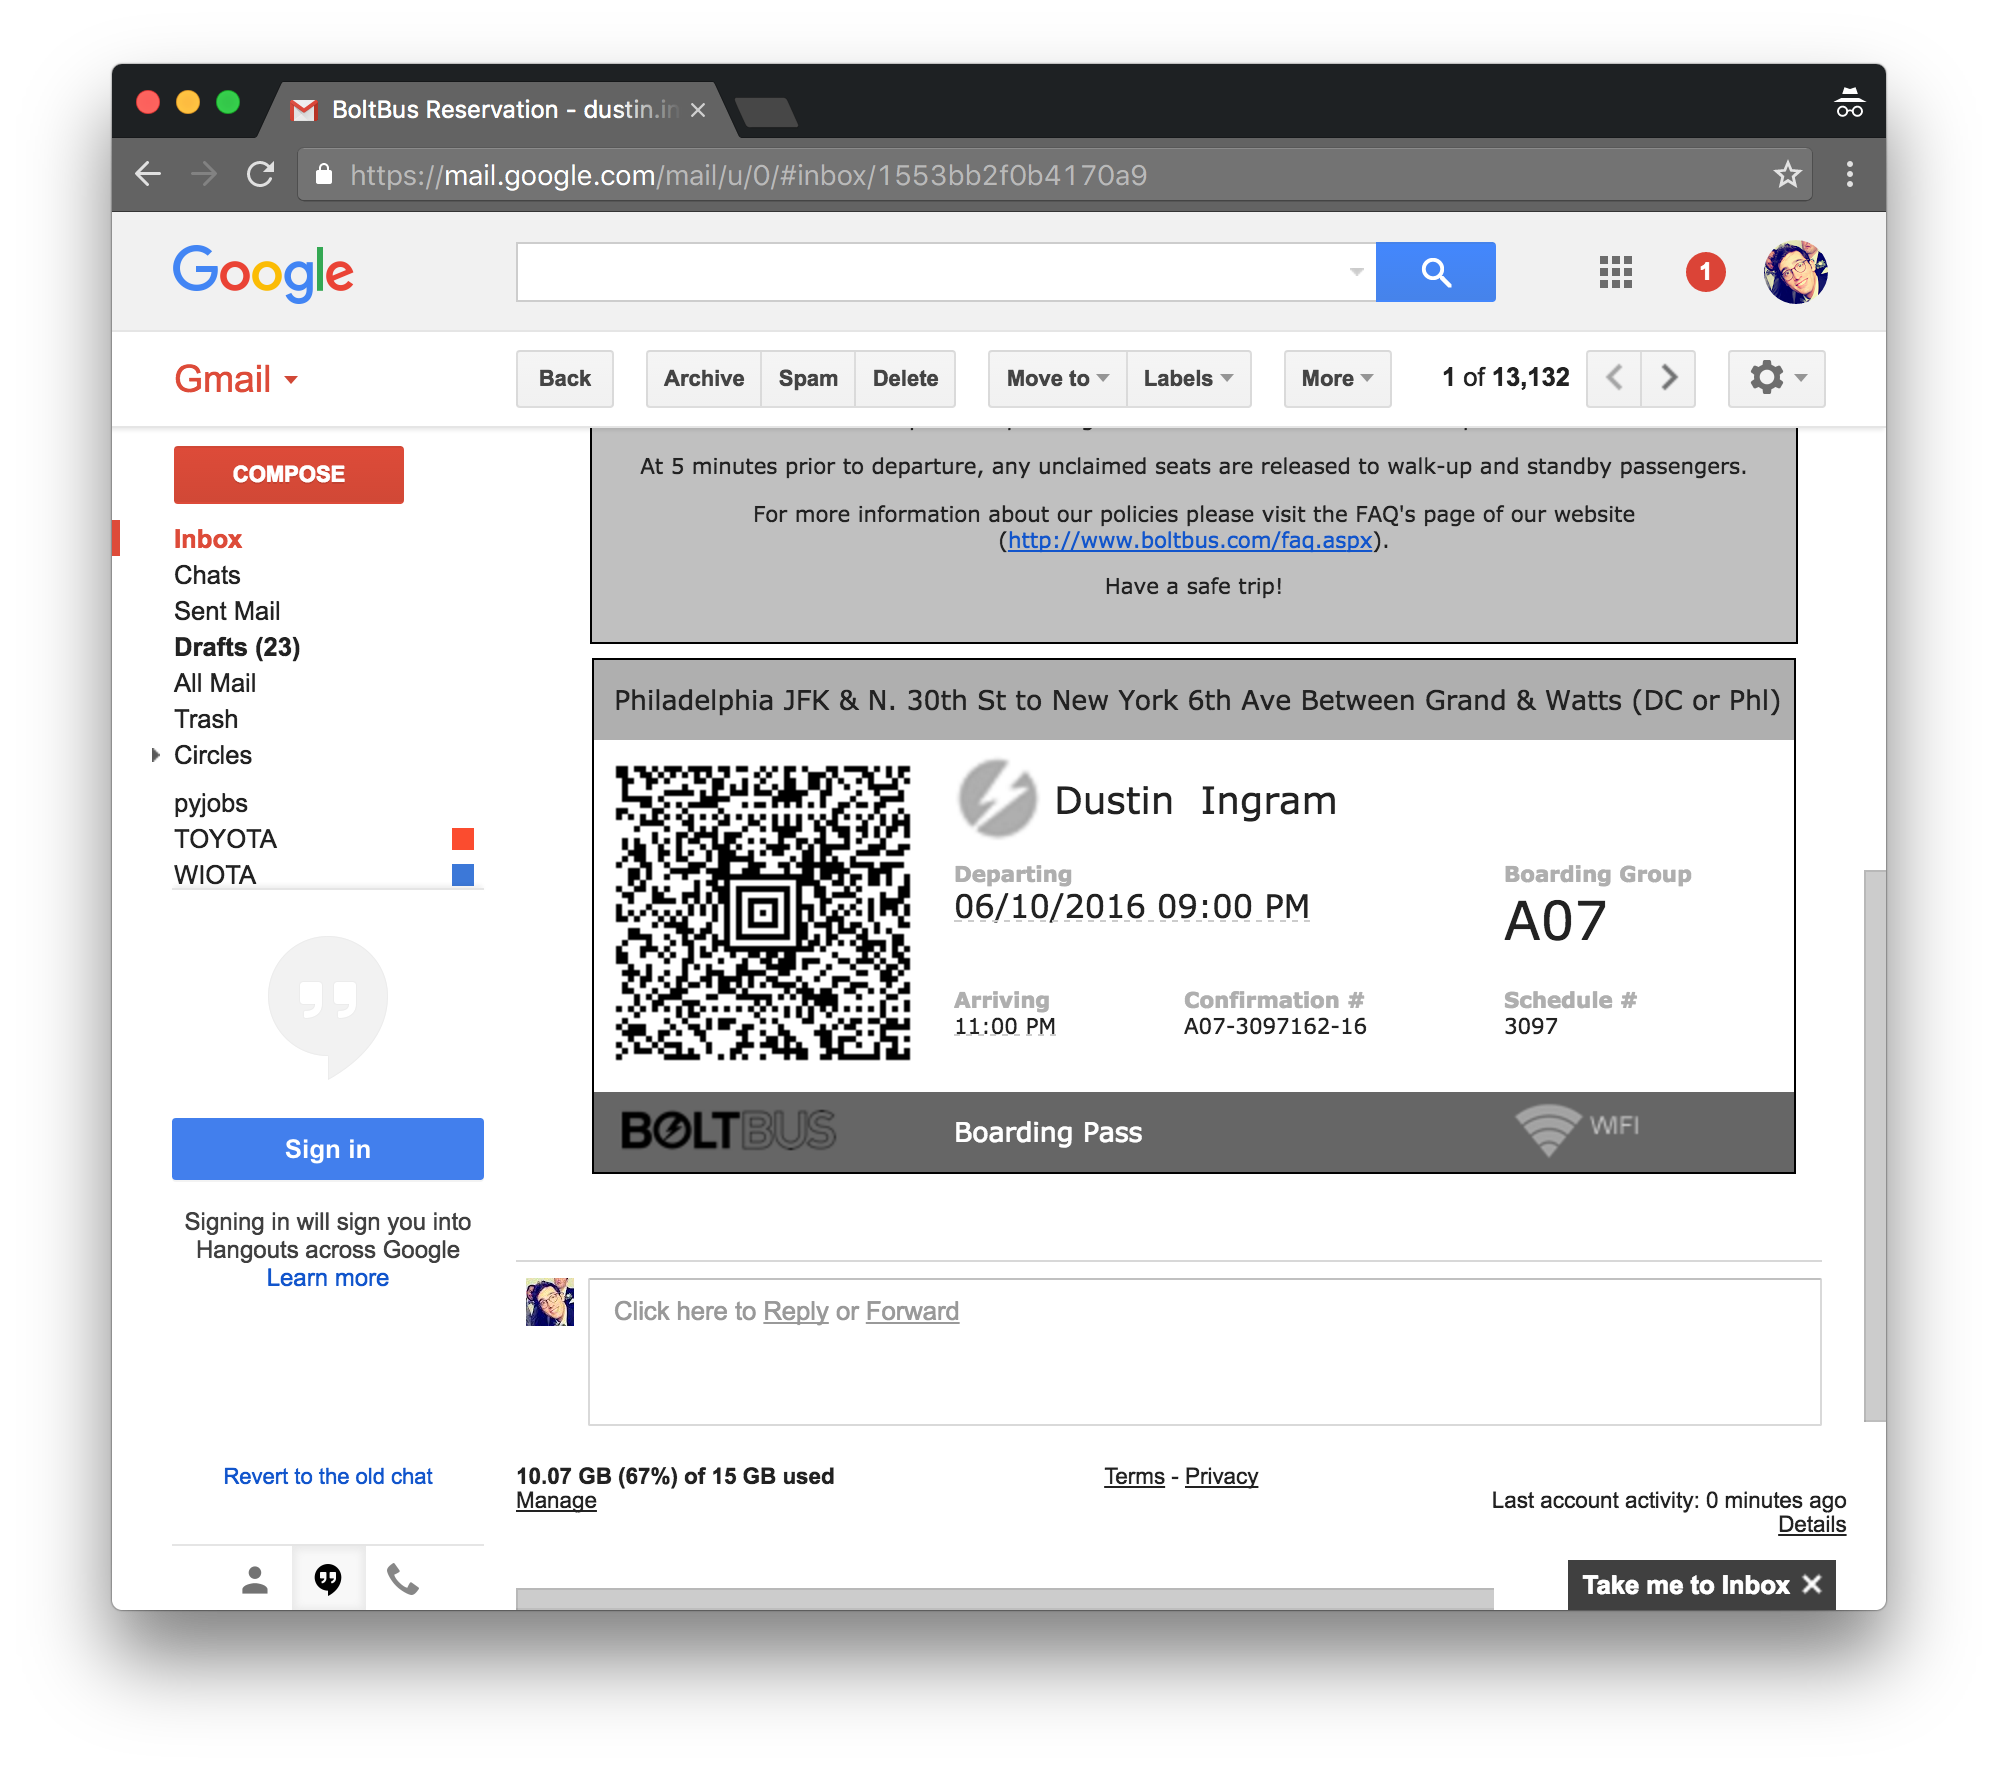 BoltBus Reservation - dustin.in
https://mail.google.com/mail/u/0/#inbox/1553bb2f0b4170a9
Google
1
Gmail
Back
Archive
Spam
Delete
Move to
Labels
More
1 of 13,132
COMPOSE
Inbox
Chats
Sent Mail
Drafts (23)
All Mail
Trash
Circles
pyjobs
TOYOTA
WIOTA
Sign in
Signing in will sign you into
Hangouts across Google
Learn more
Revert to the old chat
At 5 minutes prior to departure, any unclaimed seats are released to walk-up and standby passengers.
For more information about our policies please visit the FAQ's page of our website
(http://www.boltbus.com/faq.aspx).
Have a safe trip!
Philadelphia JFK & N. 30th St to New York 6th Ave Between Grand & Watts (DC or Phl)
Dustin Ingram
Departing
06/10/2016 09:00 PM
Boarding Group
A07
Arriving
11:00 PM
Confirmation #
A07-3097162-16
Schedule #
3097
BOLTBUS
Boarding Pass
WIFI
Click here to Reply or Forward
10.07 GB (67%) of 15 GB used
Manage
Terms - Privacy
Last account activity: 0 minutes ago
Details
Take me to Inbox